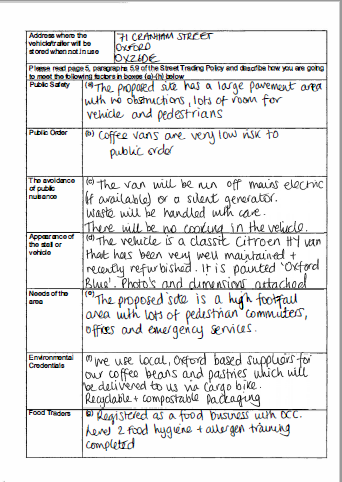 Address where the
vehicle/trailer will be
stored when not in use
71 CRANHAM STREET
OXFORD
OX2 6DE
Please read page 5, paragraphs 5.9 of the Street Trading Policy and describe how you are going
to meet the following factors in boxes (a)-(h) below
Public Safety
(a) The proposed site has a large pavement area
with no obstructions, lots of room for
vehicle and pedestrians
Public Order
(b) Coffee vans are very low risk to
public order
The avoidance
of public
nuisance
(c) The van will be run off mains electric
(if available) or a silent generator.
Waste will be handled with care.
There will be no cooking in the vehicle.
Appearance of
the stall or
vehicle
(d) The vehicle is a classic Citroen HY van
that has been very well maintained +
recently refurbished. It is painted 'Oxford
Blue'. Photo's and dimensions attached
Needs of the
area
(e) The proposed site is a high footfall
area with lots of pedestrian commuters,
offices and emergency services.
Environmental
Credentials
(f) We use local, Oxford based suppliers for
our coffee beans and pastries which will
be delivered to us via cargo bike.
Recyclable + compostable packaging
Food Traders
(g) Registered as a food business with OCC.
Level 2 food hygiene + allergen training
completed